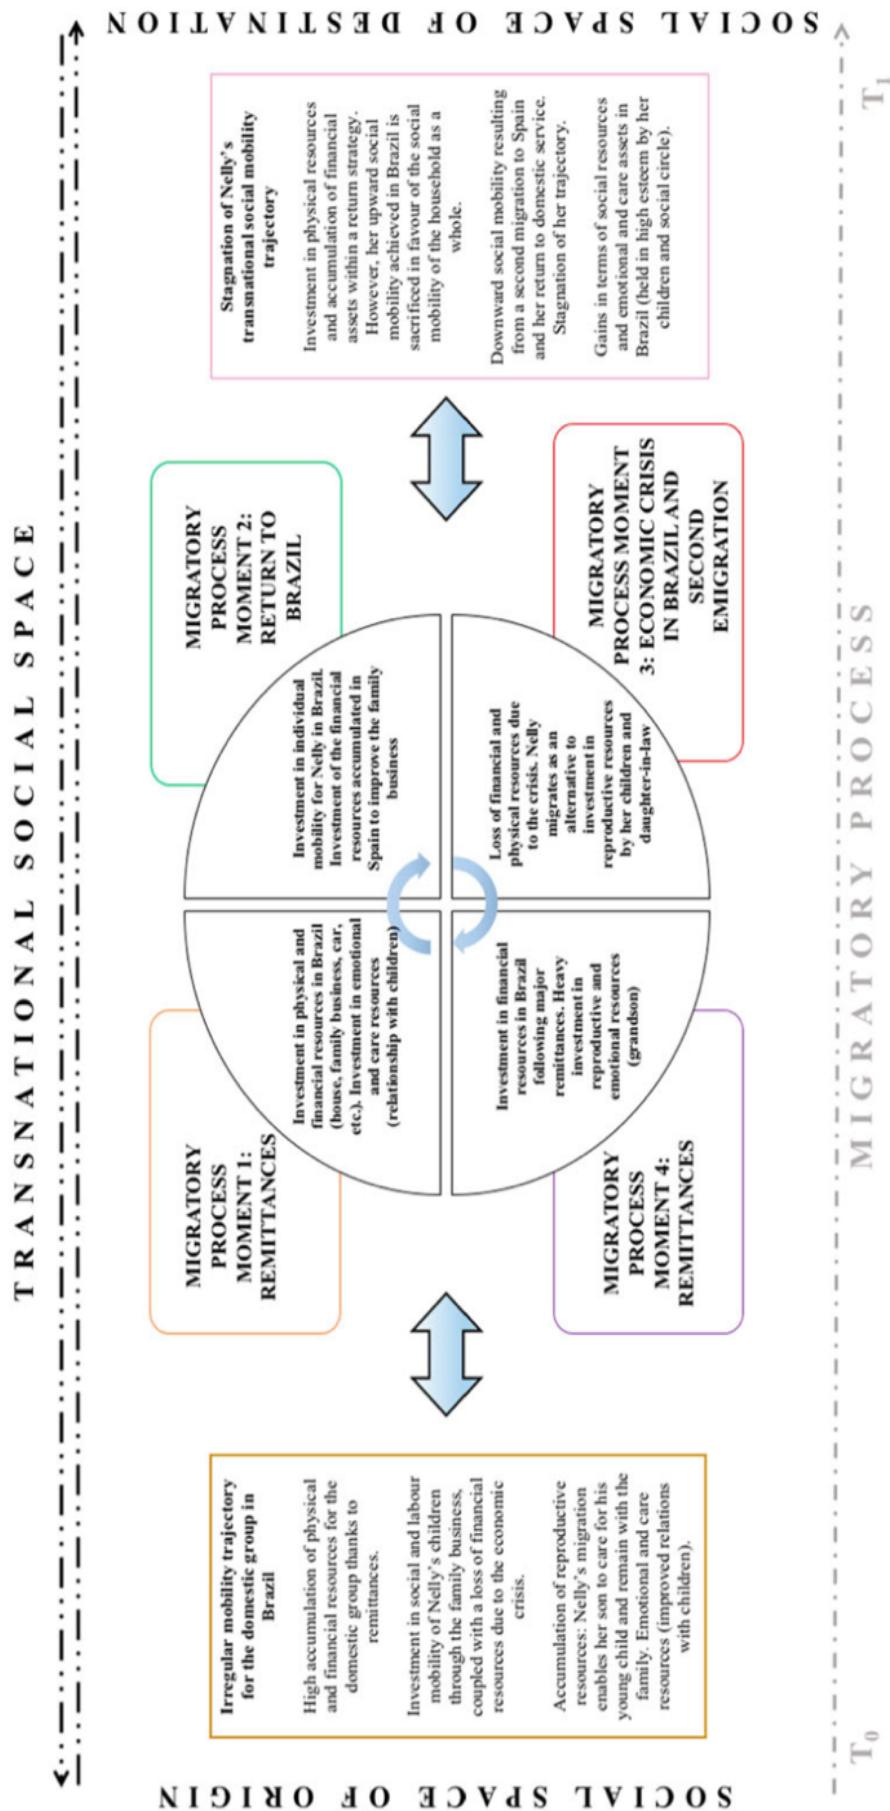 TRANSNATIONAL SOCIAL SPACE
SOCIAL SPACE OF ORIGIN
Irregular mobility trajectory
for the domestic group in
Brazil
High accumulation of physical
and financial resources for the
domestic group thanks to
remittances.
Investment in social and labour
mobility of Nelly's children
through the family business,
coupled with a loss of financial
resources due to the economic
crisis.
Accumulation of reproductive
resources: Nelly's migration
enables her son to care for his
young child and remain with the
family. Emotional and care
resources (improved relations
with children).
MIGRATORY
PROCESS
MOMENT 1:
REMITTANCES
Investment in physical and
financial resources in Brazil
(house, family business, car,
etc.). Investment in emotional
and care resources
(relationship with children)
MIGRATORY
PROCESS
MOMENT 2:
RETURN TO
BRAZIL
Investment in individual
mobility for Nelly in Brazil.
Investment of the financial
resources accumulated in
Spain to improve the family
business
MIGRATORY
PROCESS
MOMENT 4:
REMITTANCES
Investment in financial
resources in Brazil
following major
remittances. Heavy
investment in
reproductive and
emotional resources
(grandson)
MIGRATORY
PROCESS MOMENT
3: ECONOMIC CRISIS
IN BRAZIL AND
SECOND
EMIGRATION
Loss of financial and
physical resources due
to the crisis. Nelly
migrates as an
alternative to
investment in
reproductive resources
by her children and
daughter-in-law
Stagnation of Nelly's
transnational social mobility
trajectory
Investment in physical resources
and accumulation of financial
assets within a return strategy.
However, her upward social
mobility achieved in Brazil is
sacrificed in favour of the social
mobility of the household as a
whole.
Downward social mobility resulting
from a second migration to Spain
and her return to domestic service.
Stagnation of her trajectory.
Gains in terms of social resources
and emotional and care assets in
Brazil (held in high esteem by her
children and social circle).
SOCIAL SPACE OF DESTINATION
T0
MIGRATORY PROCESS
T1